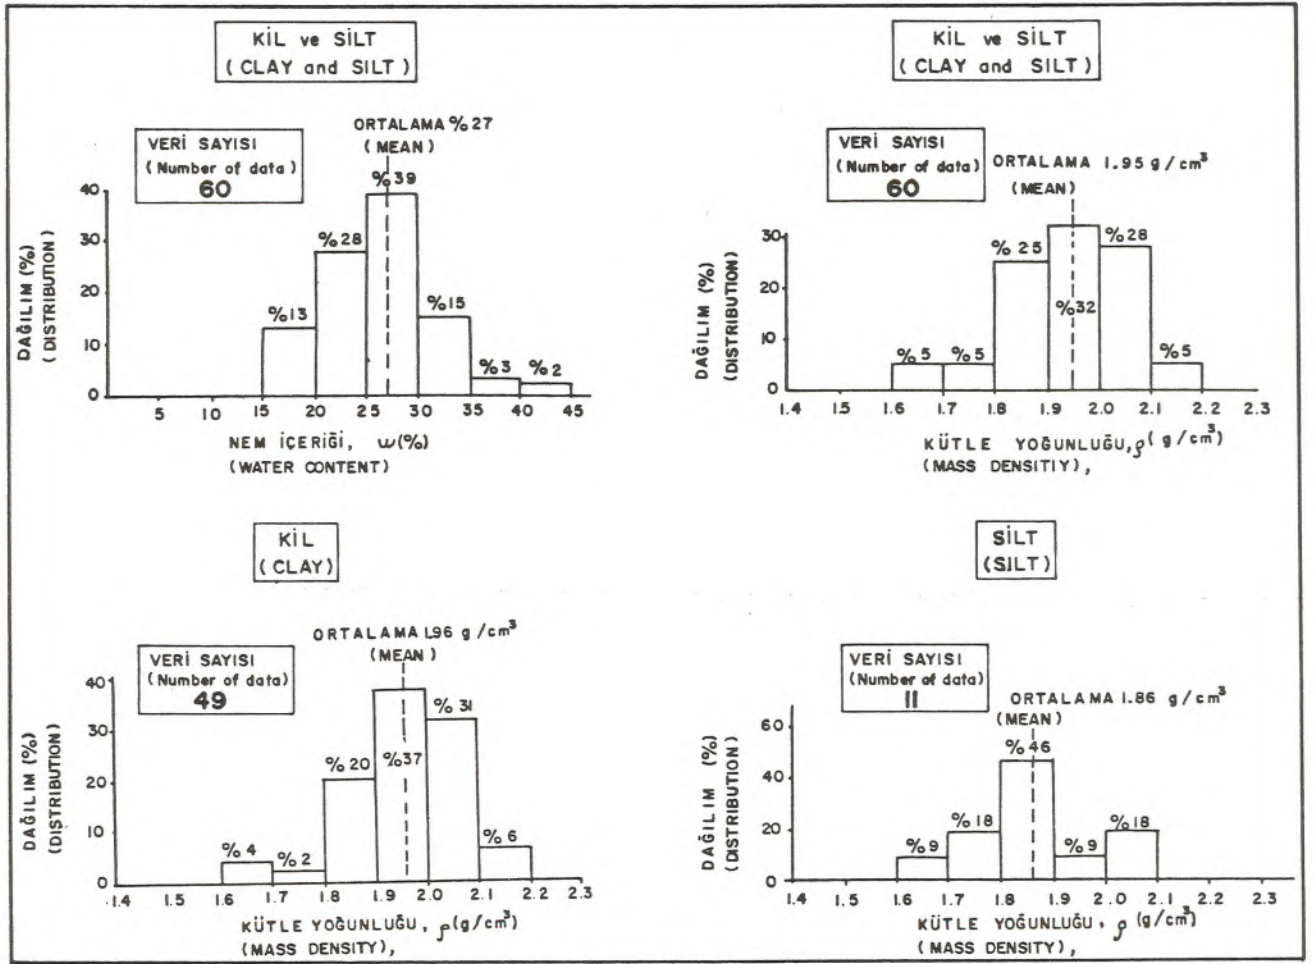 KİL ve SİLT
(CLAY and SILT)
ORTALAMA %27
(MEAN)
VERİ SAYISI
(Number of data)
60
DAĞILIM (%)
(DISTRIBUTION)
40
30
20
10
0
%13
%28
%39
%15
%3
%2
5 10 15 20 25 30 35 40 45
NEM İÇERİĞİ, ω(%)
(WATER CONTENT)
KİL ve SİLT
(CLAY and SILT)
VERİ SAYISI
(Number of data)
60
ORTALAMA 1.95 g/cm³
(MEAN)
DAĞILIM (%)
(DISTRIBUTION)
30
20
10
0
%5
%5
%25
%32
%28
%5
1.4 1.5 1.6 1.7 1.8 1.9 2.0 2.1 2.2 2.3
KÜTLE YOĞUNLUĞU, ρ (g/cm³)
(MASS DENSITIY),
KİL
(CLAY)
ORTALAMA 1.96 g/cm³
(MEAN)
VERİ SAYISI
(Number of data)
49
DAĞILIM (%)
(DISTRIBUTION)
40
30
20
10
0
%4
%2
%20
%37
%31
%6
1.4 1.5 1.6 1.7 1.8 1.9 2.0 2.1 2.2 2.3
KÜTLE YOĞUNLUĞU, ρ (g/cm³)
(MASS DENSITY),
SİLT
(SILT)
VERİ SAYISI
(Number of data)
11
ORTALAMA 1.86 g/cm³
(MEAN)
DAĞILIM (%)
(DISTRIBUTION)
60
40
20
0
%9
%18
%46
%9
%18
1.4 1.5 1.6 1.7 1.8 1.9 2.0 2.1 2.2 2.3
KÜTLE YOĞUNLUĞU, ρ (g/cm³)
(MASS DENSITY),